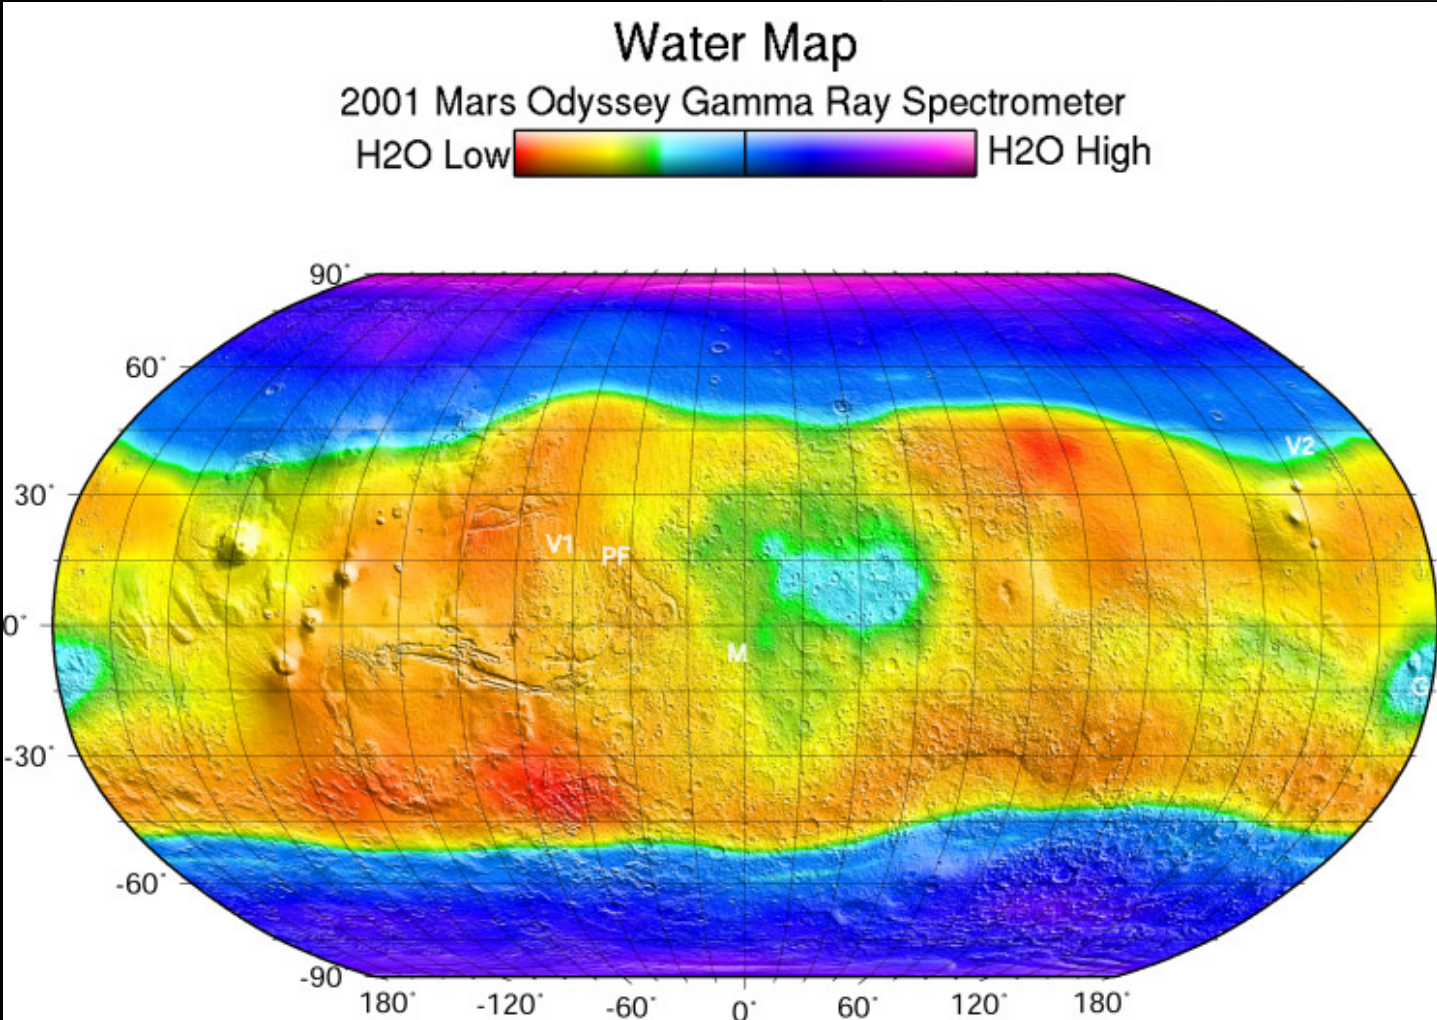 Water Map
2001 Mars Odyssey Gamma Ray Spectrometer
H2O Low H2O High
90°
60°
V2
30°
V1
PF
0°
M
G
-30°
-60°
-90
180° -120° -60° 0° 60° 120° 180°